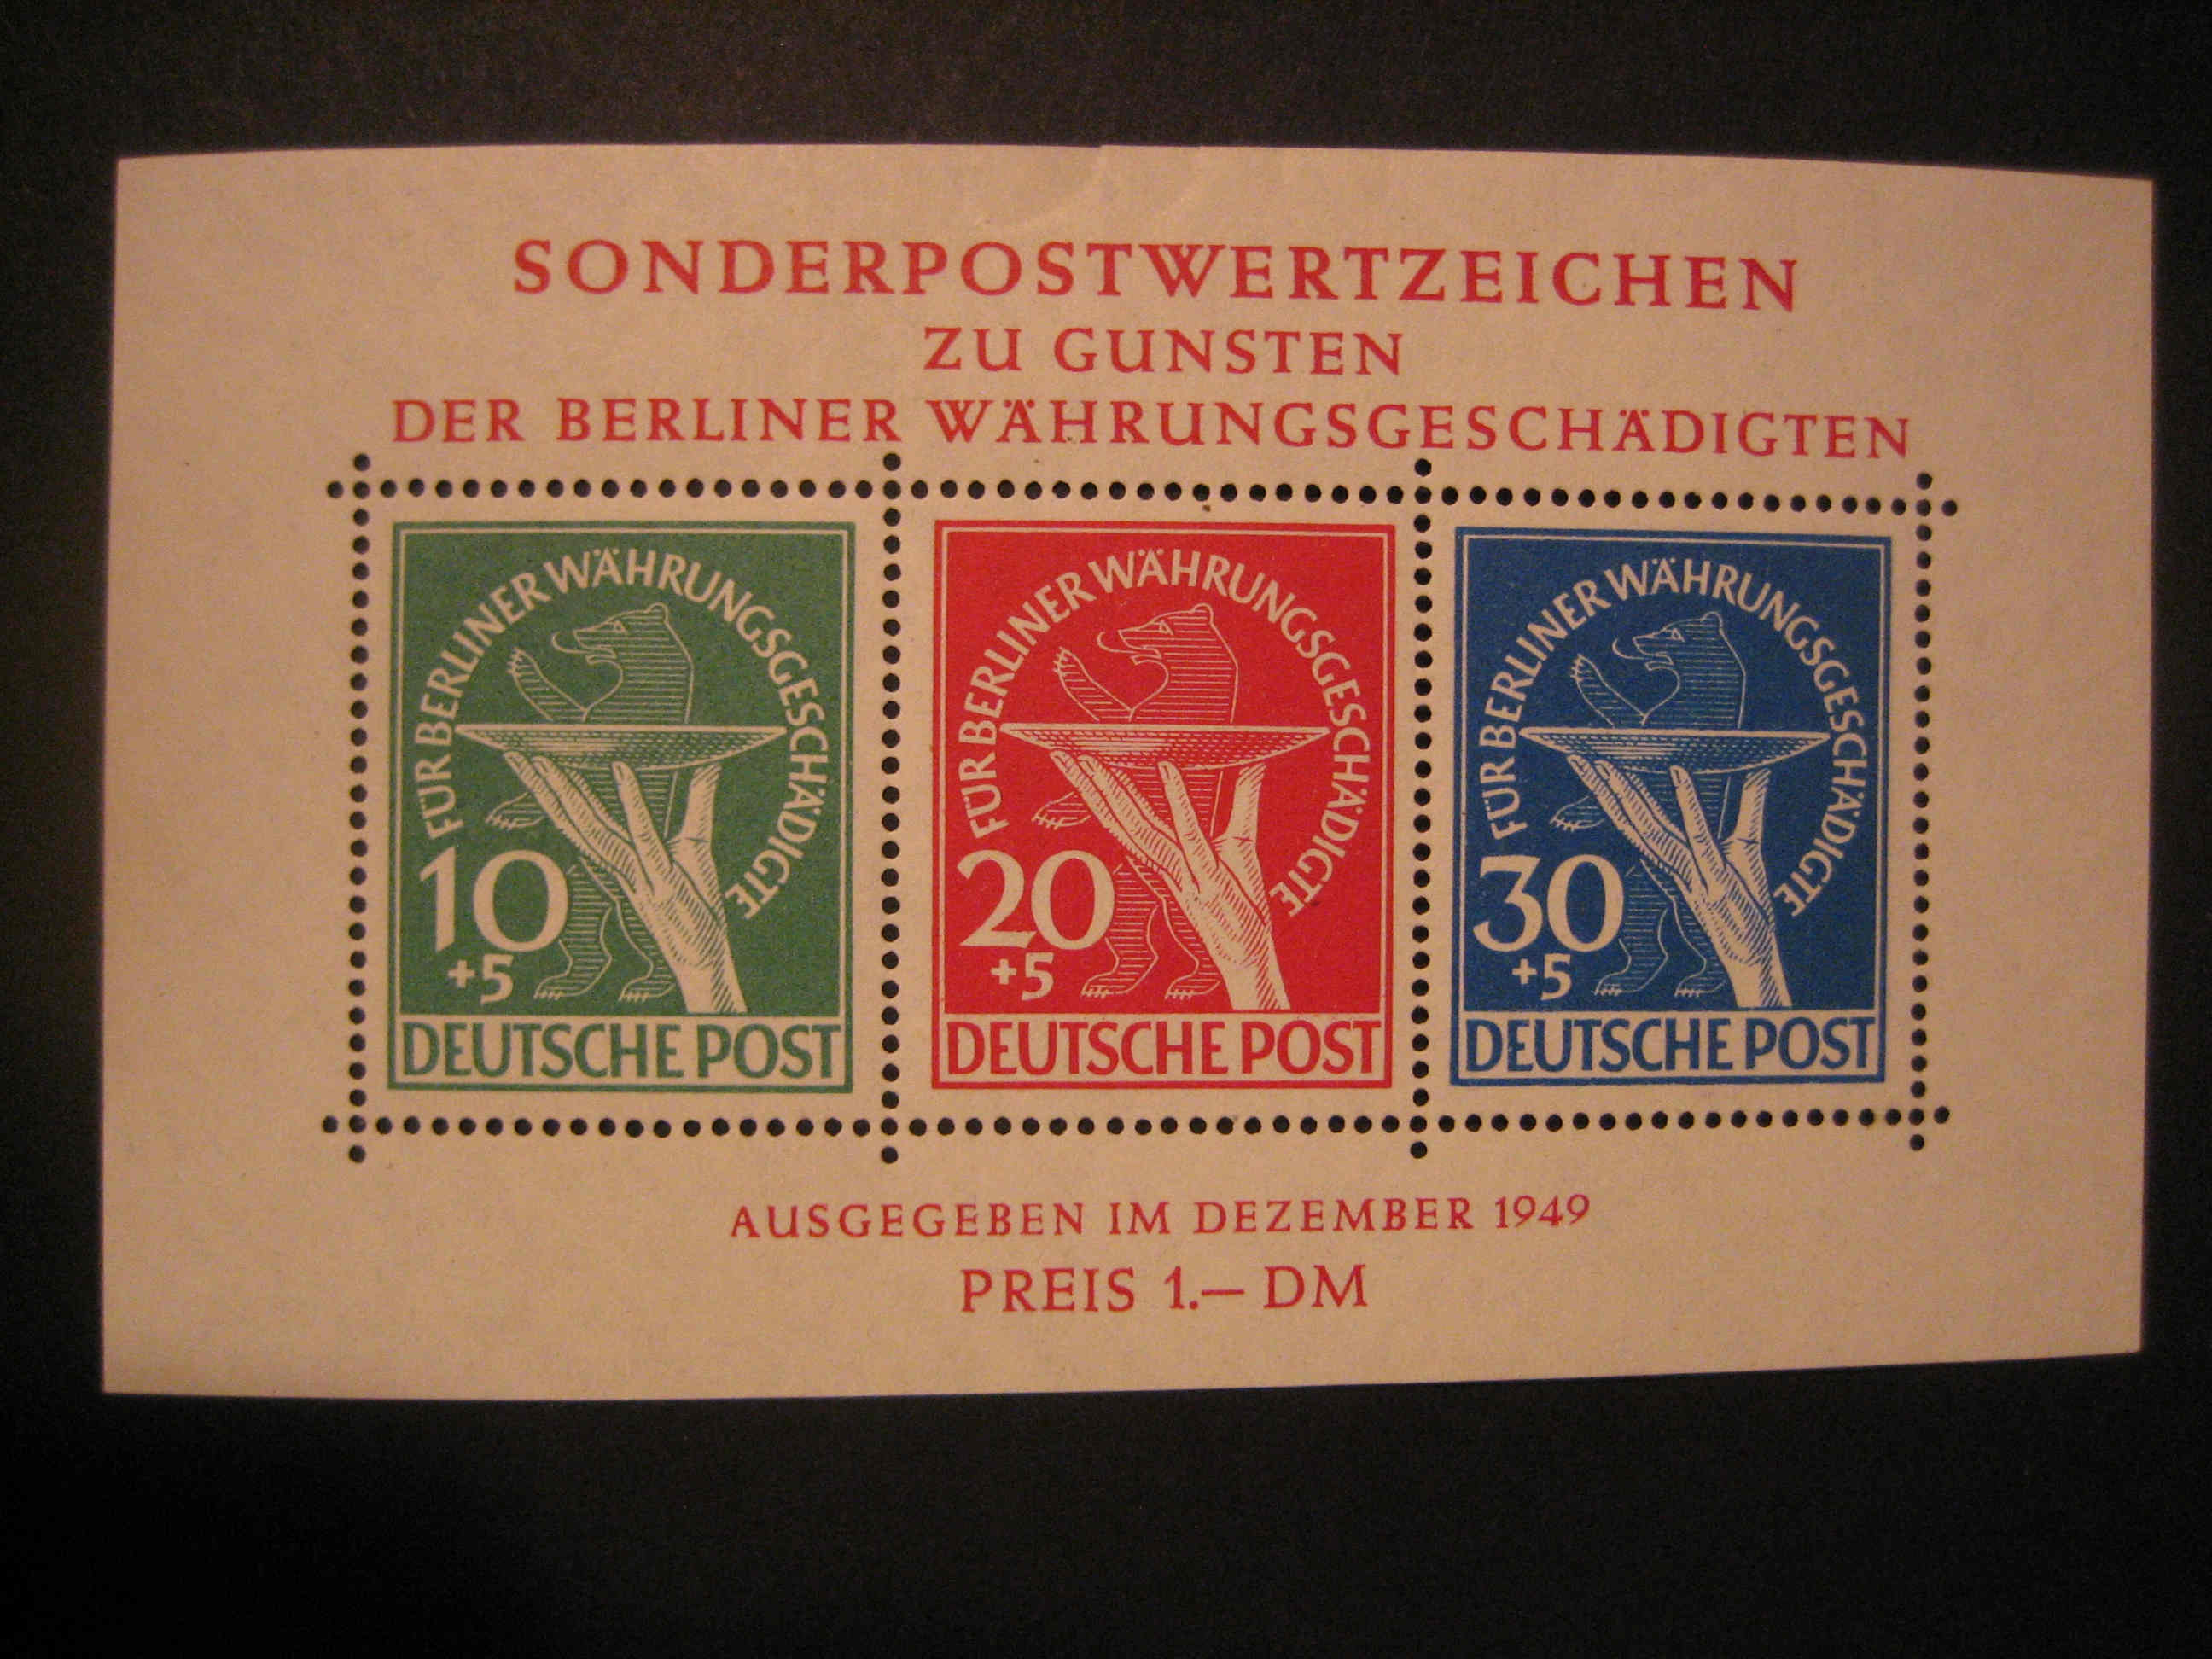 SONDERPOSTWERTZEICHEN
ZU GUNSTEN
DER BERLINER WÄHRUNGSGESCHÄDIGTEN
FÜR BERLINER WÄHRUNGSGESCHÄDIGTE
10
+5
DEUTSCHE POST
FÜR BERLINER WÄHRUNGSGESCHÄDIGTE
20
+5
DEUTSCHE POST
FÜR BERLINER WÄHRUNGSGESCHÄDIGTE
30
+5
DEUTSCHE POST
AUSGEGEBEN IM DEZEMBER 1949
PREIS 1.— DM